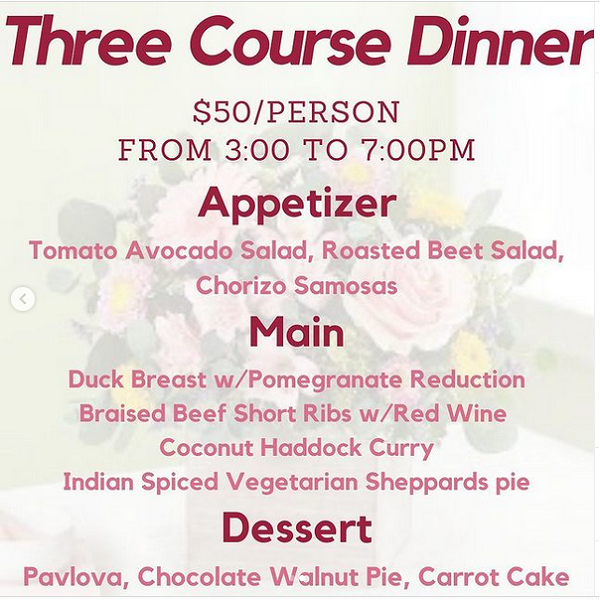 Three Course Dinner
$50/PERSON
FROM 3:00 TO 7:00PM
Appetizer
Tomato Avocado Salad, Roasted Beet Salad,
Chorizo Samosas
Main
Duck Breast w/Pomegranate Reduction
Braised Beef Short Ribs w/Red Wine
Coconut Haddock Curry
Indian Spiced Vegetarian Sheppards pie
Dessert
Pavlova, Chocolate Walnut Pie, Carrot Cake